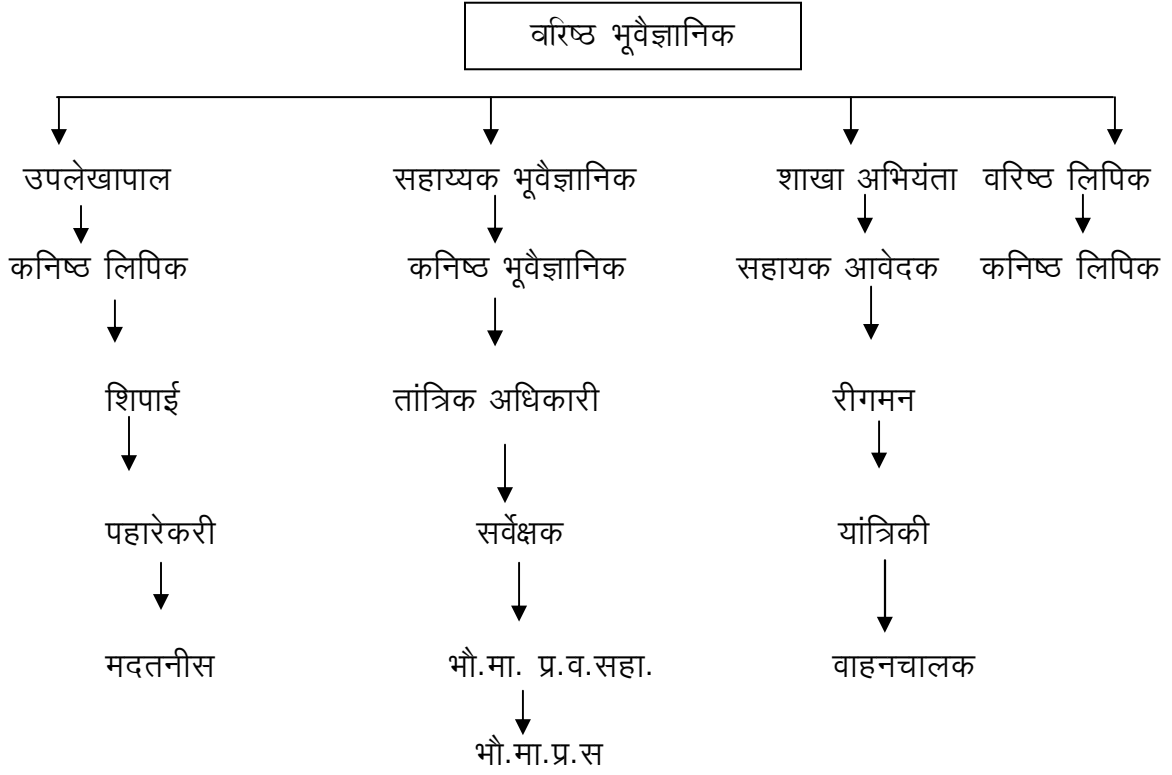 वरिष्ठ भूवैज्ञानिक
उपलेखापाल सहाय्यक भूवैज्ञानिक शाखा अभियंता वरिष्ठ लिपिक
कनिष्ठ लिपिक कनिष्ठ भूवैज्ञानिक सहायक आवेदक कनिष्ठ लिपिक
शिपाई तांत्रिक अधिकारी रीगमन
पहारेकरी सर्वेक्षक यांत्रिकी
मदतनीस भौ.मा. प्र.व.सहा. वाहनचालक
भौ.मा.प्र.स